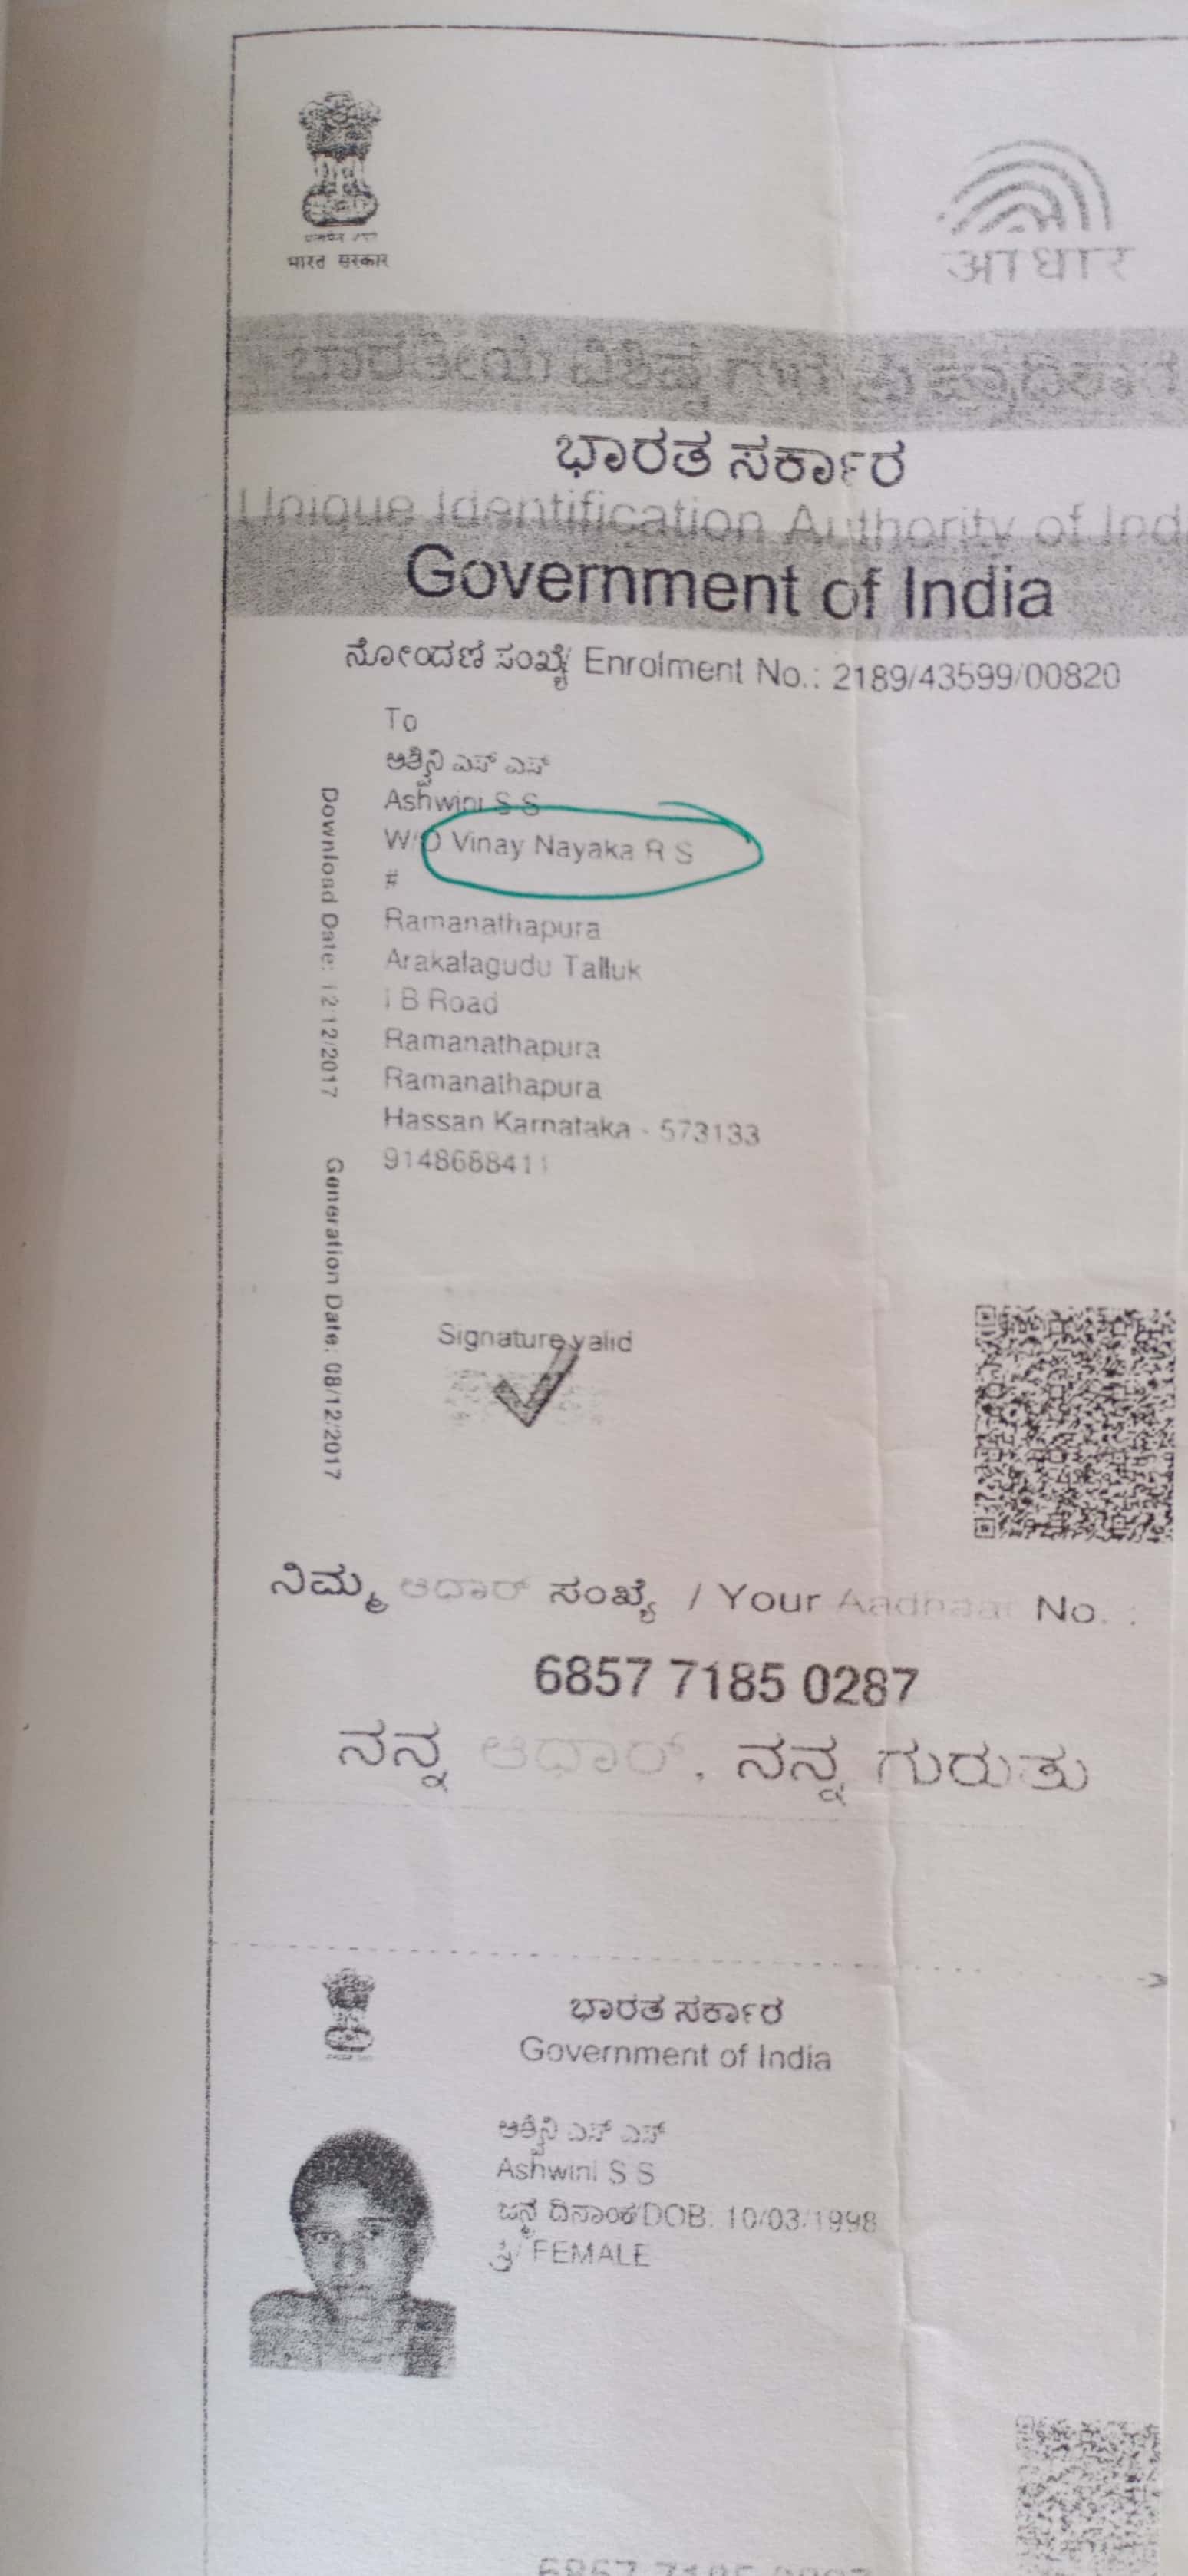 भारत सरकार
आधार
ಭಾರತೀಯ ವಿಶಿಷ್ಟ ಗುರುತು ಪ್ರಾಧಿಕಾರ
ಭಾರತ ಸರ್ಕಾರ
Unique Identification Authority of Ind
Government of India
ನೋಂದಣಿ ಸಂಖ್ಯೆ/ Enrolment No.: 2189/43599/00820
To
ಅಶ್ವಿನಿ ಎಸ್ ಎಸ್
Ashwini S S
W/O Vinay Nayaka R S
#
Ramanathapura
Arakalagudu Talluk
I B Road
Ramanathapura
Ramanathapura
Hassan Karnataka - 573133
9148688411
Download Date: 12/12/2017
Generation Date: 08/12/2017
Signature valid
ನಿಮ್ಮ ಆಧಾರ್ ಸಂಖ್ಯೆ / Your Aadhaar No. :
6857 7185 0287
ನನ್ನ ಆಧಾರ್, ನನ್ನ ಗುರುತು
ಭಾರತ ಸರ್ಕಾರ
Government of India
ಅಶ್ವಿನಿ ಎಸ್ ಎಸ್
Ashwini S S
ಜನ್ಮ ದಿನಾಂಕ/DOB: 10/03/1998
ಸ್ತ್ರೀ/ FEMALE